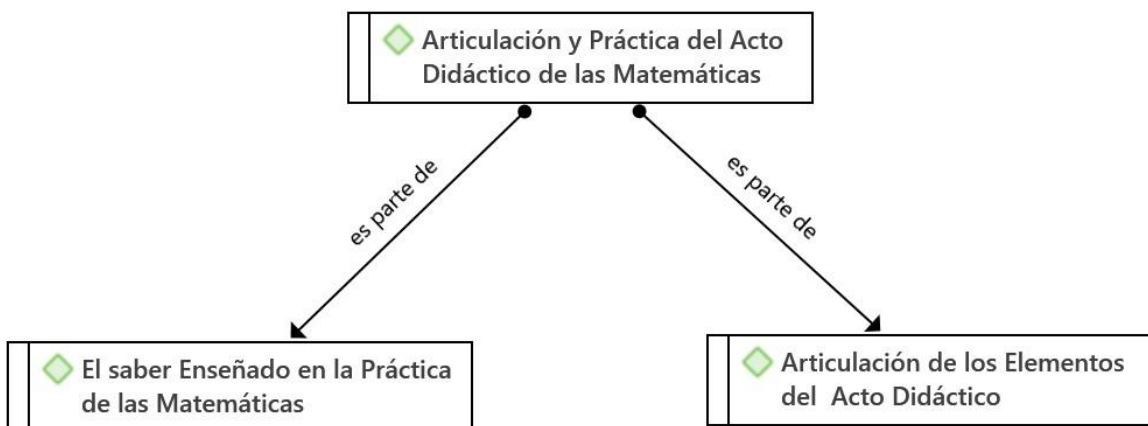 Articulación y Práctica del Acto
Didáctico de las Matemáticas
es parte de
es parte de
El saber Enseñado en la Práctica
de las Matemáticas
Articulación de los Elementos
del Acto Didáctico